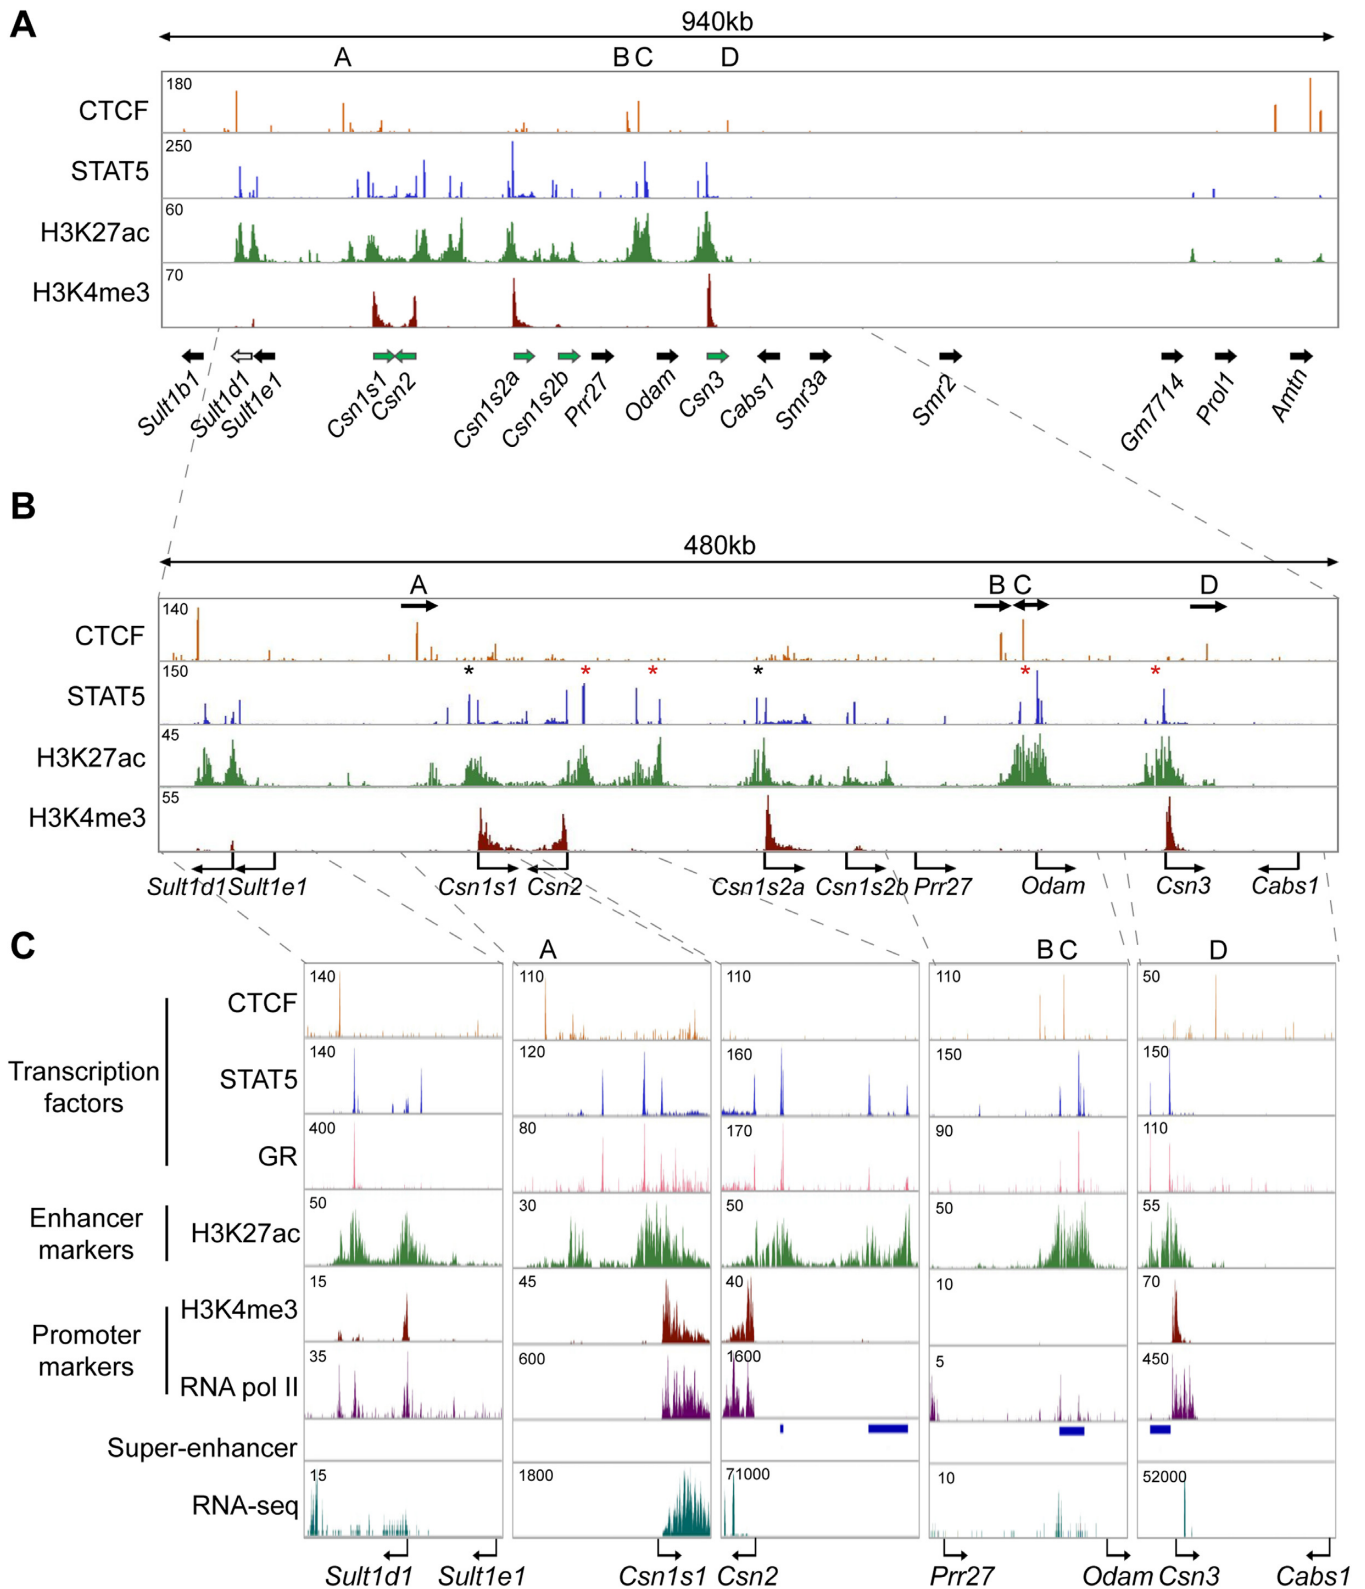 A
940kb
A B C D
180
CTCF
250
STAT5
60
H3K27ac
70
H3K4me3
Sult1b1 Sult1d1 Sult1e1 Csn1s1 Csn2 Csn1s2a Csn1s2b Prr27 Odam Csn3 Cabs1 Smr3a Smr2 Gm7714 Prol1 Amtn
B
480kb
A B C D
140
CTCF
150 * * * * * *
STAT5
45
H3K27ac
55
H3K4me3
Sult1d1 Sult1e1 Csn1s1 Csn2 Csn1s2a Csn1s2b Prr27 Odam Csn3 Cabs1
C
A B C D
140 110 110 110 50
CTCF
140 120 160 150 150
Transcription factors
STAT5
400 80 170 90 110
GR
50 30 50 50 55
Enhancer markers
H3K27ac
15 45 40 10 70
H3K4me3
Promoter markers
35 600 1600 5 450
RNA pol II
Super-enhancer
15 1800 71000 10 52000
RNA-seq
Sult1d1 Sult1e1 Csn1s1 Csn2 Prr27 Odam Csn3 Cabs1